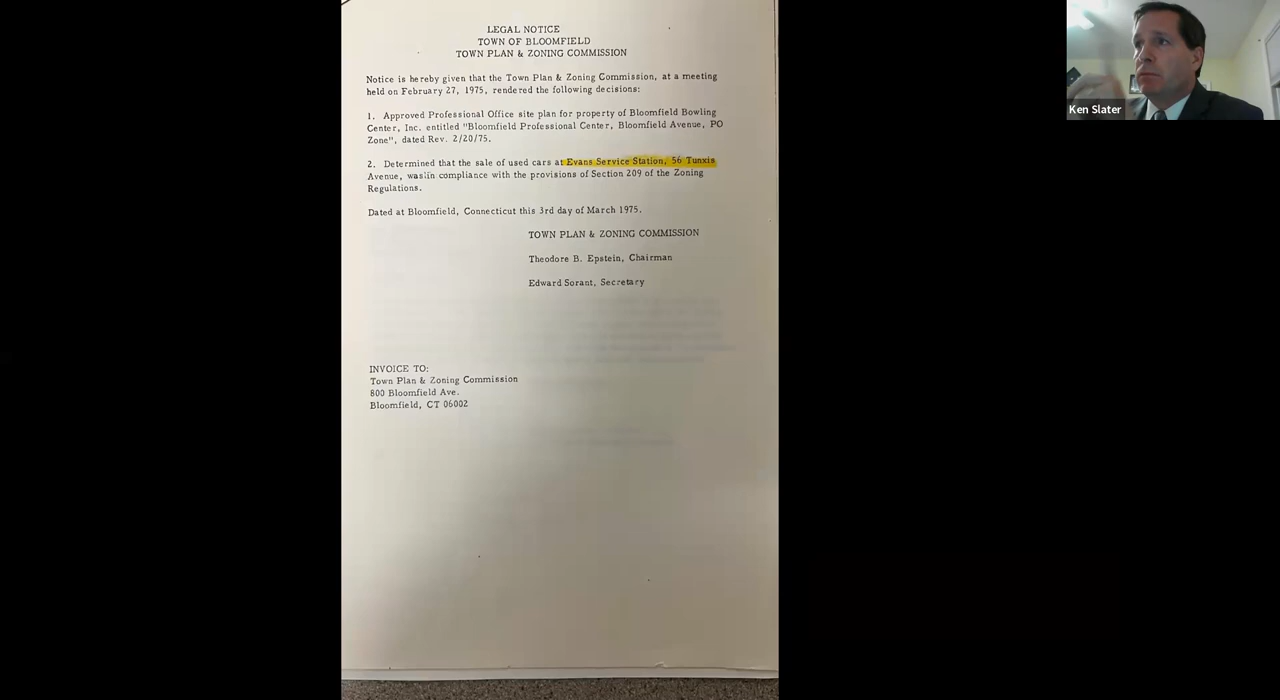 LEGAL NOTICE
TOWN OF BLOOMFIELD
TOWN PLAN & ZONING COMMISSION
Notice is hereby given that the Town Plan & Zoning Commission, at a meeting
held on February 27, 1975, rendered the following decisions:
1. Approved Professional Office site plan for property of Bloomfield Bowling
Center, Inc. entitled "Bloomfield Professional Center, Bloomfield Avenue, PO
Zone", dated Rev. 2/20/75.
2. Determined that the sale of used cars at Evans Service Station, 56 Tunxis
Avenue, was in compliance with the provisions of Section 209 of the Zoning
Regulations.
Dated at Bloomfield, Connecticut this 3rd day of March 1975.
TOWN PLAN & ZONING COMMISSION
Theodore B. Epstein, Chairman
Edward Sorant, Secretary
INVOICE TO:
Town Plan & Zoning Commission
800 Bloomfield Ave.
Bloomfield, CT 06002
Ken Slater